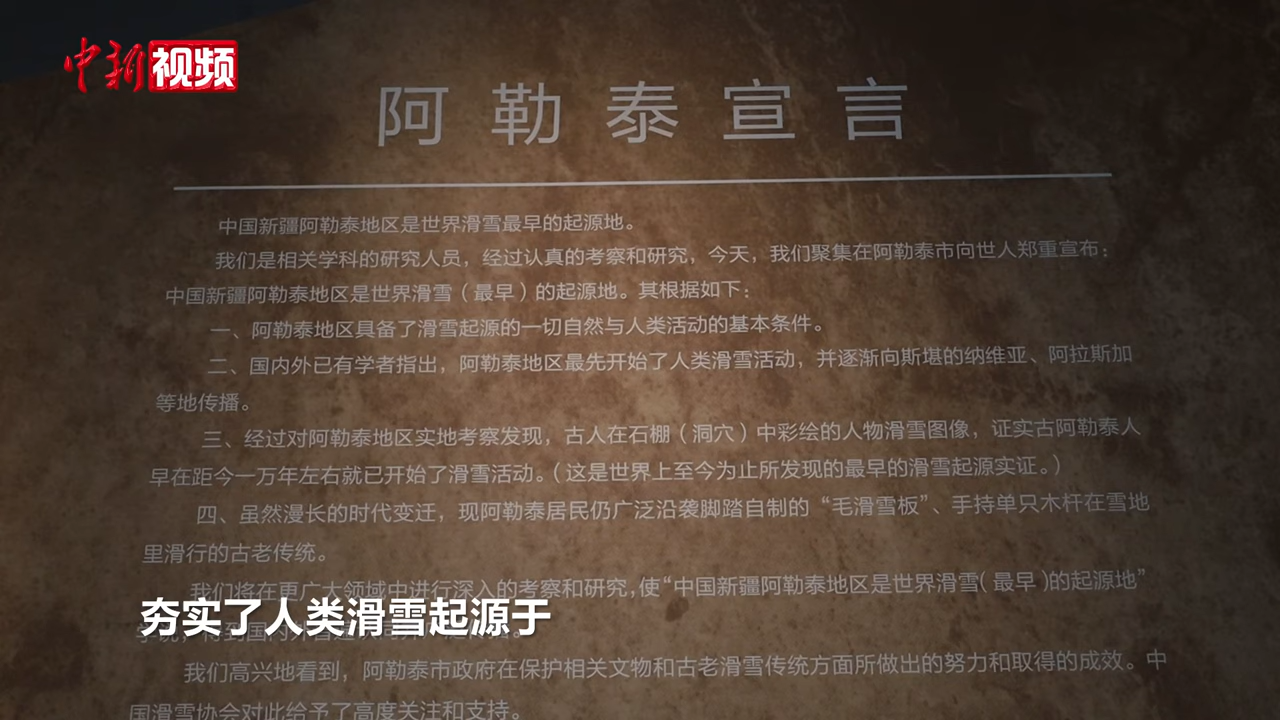 中新视频
阿勒泰宣言
中国新疆阿勒泰地区是世界滑雪最早的起源地。
我们是相关学科的研究人员，经过认真的考察和研究，今天，我们聚集在阿勒泰市向世人郑重宣布：
中国新疆阿勒泰地区是世界滑雪（最早）的起源地。其根据如下：
一、阿勒泰地区具备了滑雪起源的一切自然与人类活动的基本条件。
二、国内外已有学者指出，阿勒泰地区最先开始了人类滑雪活动，并逐渐向斯堪的纳维亚、阿拉斯加
等地传播。
三、经过对阿勒泰地区实地考察发现，古人在石棚（洞穴）中彩绘的人物滑雪图像，证实古阿勒泰人
早在距今一万年左右就已开始了滑雪活动。（这是世界上至今为止所发现的最早的滑雪起源实证。）
四、虽然漫长的时代变迁，现阿勒泰居民仍广泛沿袭脚踏自制的“毛滑雪板”、手持单只木杆在雪地
里滑行的古老传统。
我们将在更广大领域中进行深入的考察和研究，使“中国新疆阿勒泰地区是世界滑雪（最早）的起源地”
夯实了人类滑雪起源于
我们高兴地看到，阿勒泰市政府在保护相关文物和古老滑雪传统方面所做出的努力和取得的成效。中
国滑雪协会对此给予了高度关注和支持。